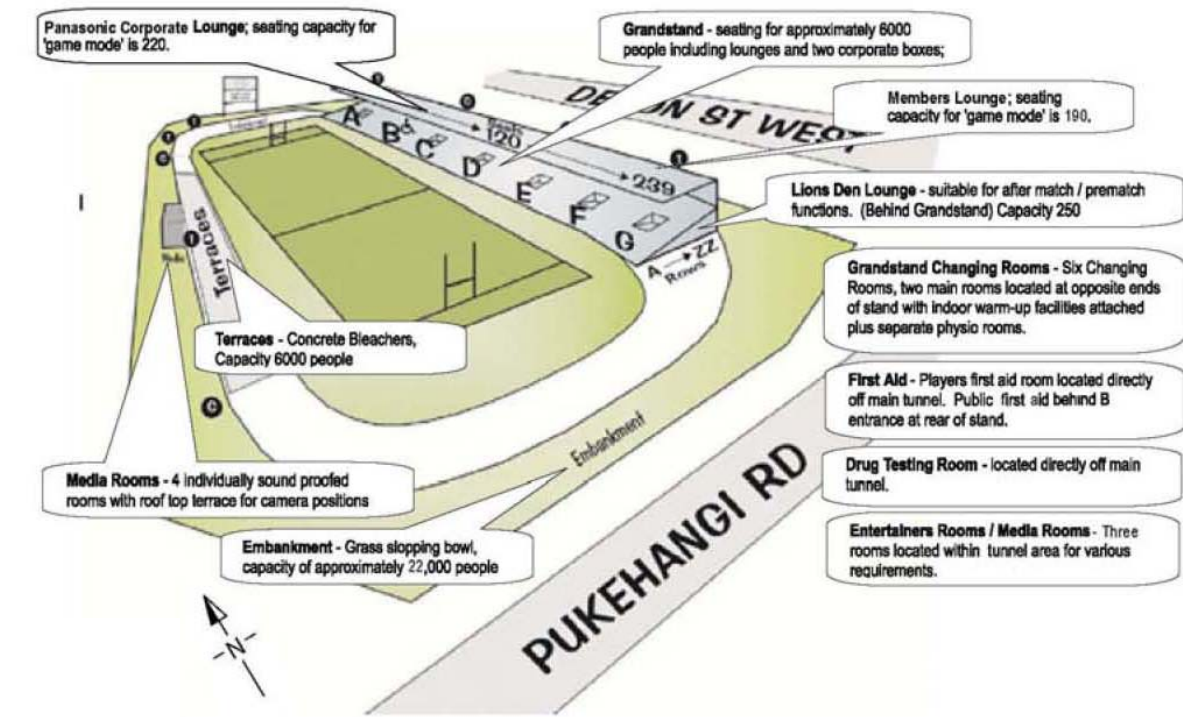 Panasonic Corporate Lounge; seating capacity for
'game mode' is 220.
Grandstand - seating for approximately 6000
people including lounges and two corporate boxes;
Members Lounge; seating
capacity for 'game mode' is 190.
DEVON ST WEST
Lions Den Lounge - suitable for after match / prematch
functions. (Behind Grandstand) Capacity 250
A
B
C
D
E
F
G
Seats
120
239
A
ZZ
Rows
Grandstand Changing Rooms - Six Changing
Rooms, two main rooms located at opposite ends
of stand with indoor warm-up facilities attached
plus separate physio rooms.
Terraces
Terraces - Concrete Bleachers,
Capacity 6000 people
First Aid - Players first aid room located directly
off main tunnel. Public first aid behind B
entrance at rear of stand.
Embankment
Media Rooms - 4 individually sound proofed
rooms with roof top terrace for camera positions
Drug Testing Room - located directly off main
tunnel.
Embankment - Grass slopping bowl,
capacity of approximately 22,000 people
Entertainers Rooms / Media Rooms - Three
rooms located within tunnel area for various
requirements.
PUKEHANGI RD
-N-